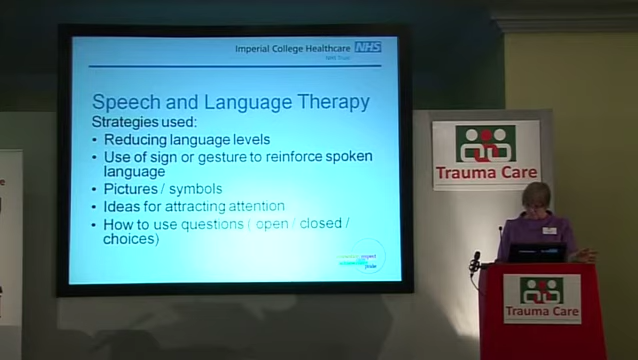 Imperial College Healthcare NHS
NHS Trust
Speech and Language Therapy
Strategies used:
• Reducing language levels
• Use of sign or gesture to reinforce spoken
language
• Pictures / symbols
• Ideas for attracting attention
• How to use questions ( open / closed /
choices)
respect
pride
Trauma Care
Trauma Care